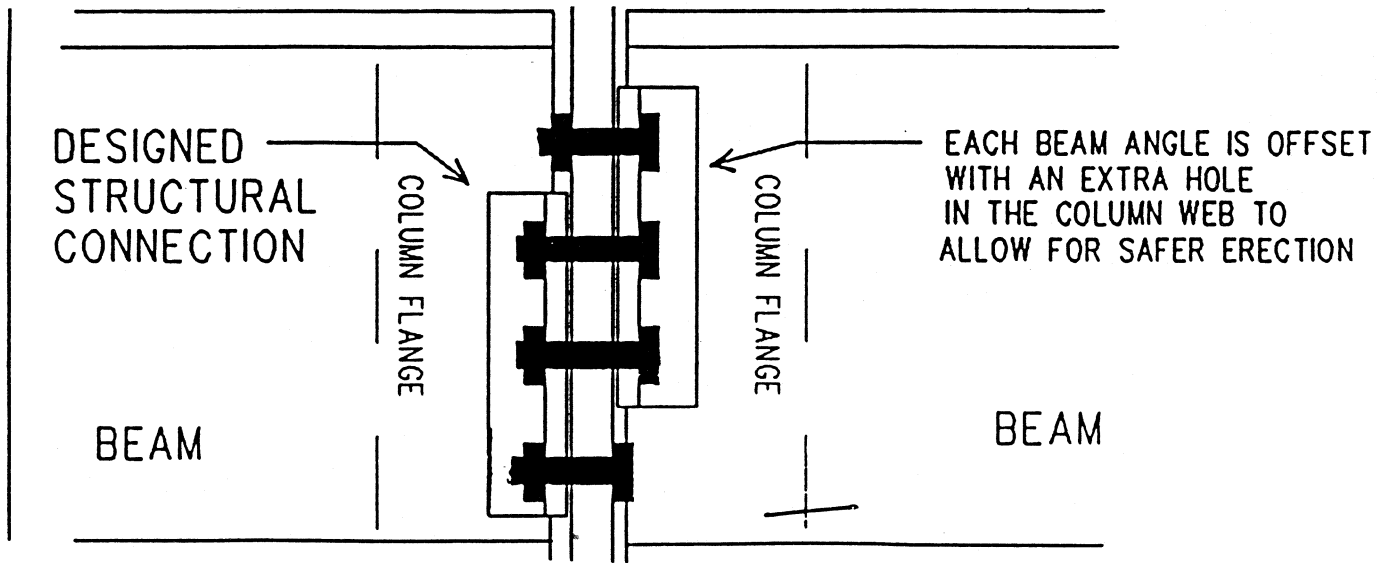 DESIGNED
STRUCTURAL
CONNECTION
COLUMN FLANGE
BEAM
COLUMN FLANGE
EACH BEAM ANGLE IS OFFSET
WITH AN EXTRA HOLE
IN THE COLUMN WEB TO
ALLOW FOR SAFER ERECTION
BEAM